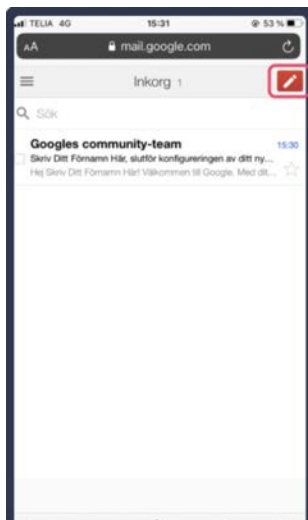 TELIA 4G 15:31 53 %
AA mail.google.com
Inkorg 1
Sök
Googles community-team 15:30
Skriv Ditt Förnamn Här, slutför konfigureringen av ditt ny...
Hej Skriv Ditt Förnamn Här! Välkommen till Google. Med dit...